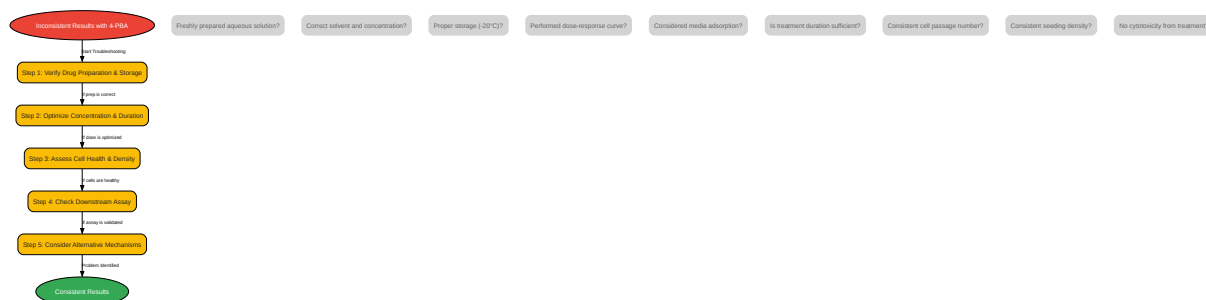 Inconsistent Results with 4-PBA
Freshly prepared aqueous solution?
Correct solvent and concentration?
Proper storage (-20°C)?
Performed dose-response curve?
Considered media adsorption?
Is treatment duration sufficient?
Consistent cell passage number?
Consistent seeding density?
No cytotoxicity from treatment?
Start Troubleshooting
Step 1: Verify Drug Preparation & Storage
If prep is correct
Step 2: Optimize Concentration & Duration
If dose is optimized
Step 3: Assess Cell Health & Density
If cells are healthy
Step 4: Check Downstream Assay
If assay is validated
Step 5: Consider Alternative Mechanisms
Problem Identified
Consistent Results